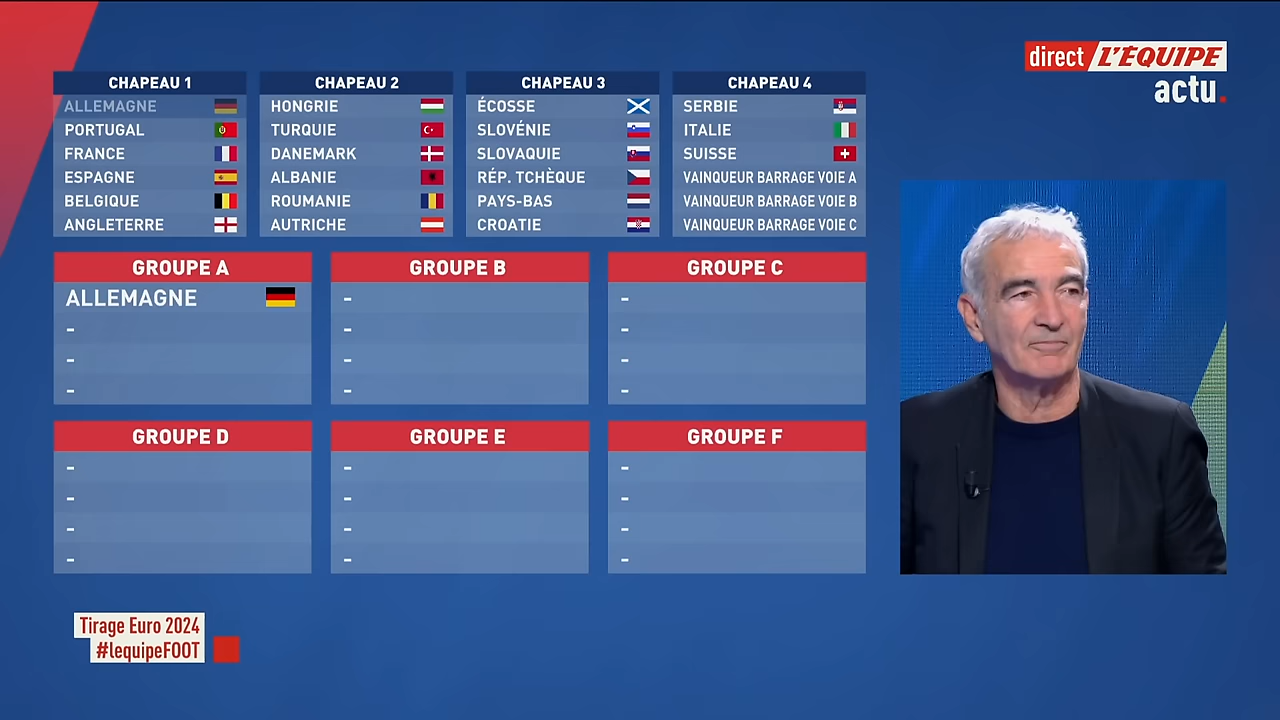 direct L'ÉQUIPE
actu.
CHAPEAU 1
ALLEMAGNE
PORTUGAL
FRANCE
ESPAGNE
BELGIQUE
ANGLETERRE
CHAPEAU 2
HONGRIE
TURQUIE
DANEMARK
ALBANIE
ROUMANIE
AUTRICHE
CHAPEAU 3
ÉCOSSE
SLOVÉNIE
SLOVAQUIE
RÉP. TCHÈQUE
PAYS-BAS
CROATIE
CHAPEAU 4
SERBIE
ITALIE
SUISSE
VAINQUEUR BARRAGE VOIE A
VAINQUEUR BARRAGE VOIE B
VAINQUEUR BARRAGE VOIE C
GROUPE A
ALLEMAGNE
-
-
-
GROUPE B
-
-
-
-
GROUPE C
-
-
-
-
GROUPE D
-
-
-
-
GROUPE E
-
-
-
-
GROUPE F
-
-
-
-
Tirage Euro 2024
#lequipeFOOT